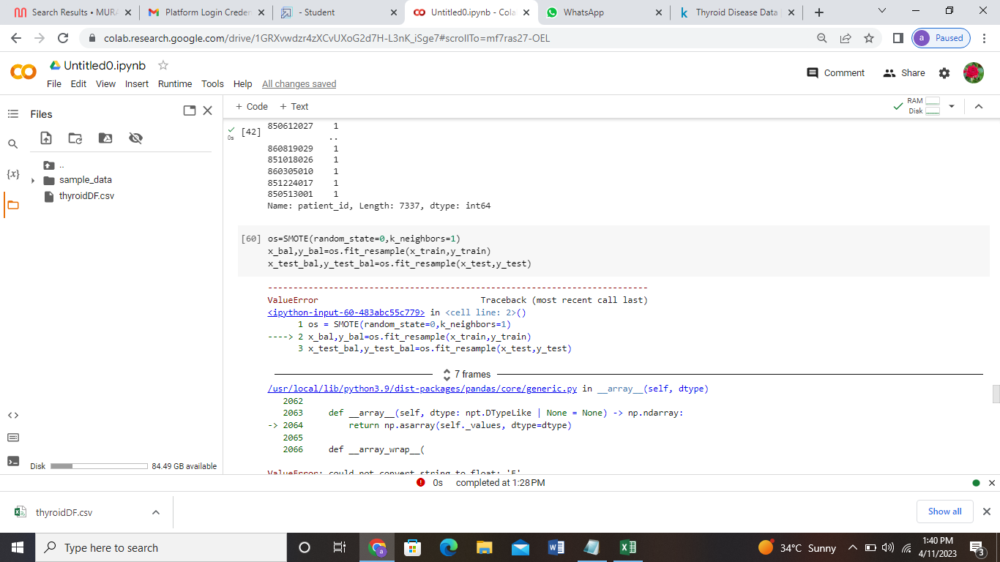 Search Results • MURA
Platform Login Creden
- Student
Untitled0.ipynb - Cola
WhatsApp
Thyroid Disease Data
colab.research.google.com/drive/1GRXvwdzr4zXCvUXoG2d7H-L3nK_iSge7#scrollTo=mf7ras27-OEL
a Paused
Untitled0.ipynb
File Edit View Insert Runtime Tools Help All changes saved
Comment
Share
Files
+ Code + Text
RAM
Disk
..
sample_data
thyroidDF.csv
{x}
0s
[42]
850612027 1
..
860819029 1
851018026 1
860305010 1
851224017 1
850513001 1
Name: patient_id, Length: 7337, dtype: int64
[60] os=SMOTE(random_state=0,k_neighbors=1)
x_bal,y_bal=os.fit_resample(x_train,y_train)
x_test_bal,y_test_bal=os.fit_resample(x_test,y_test)
---------------------------------------------------------------------------
ValueError Traceback (most recent call last)
<ipython-input-60-483abc55c779> in <cell line: 2>()
1 os = SMOTE(random_state=0,k_neighbors=1)
----> 2 x_bal,y_bal=os.fit_resample(x_train,y_train)
3 x_test_bal,y_test_bal=os.fit_resample(x_test,y_test)
7 frames
/usr/local/lib/python3.9/dist-packages/pandas/core/generic.py in __array__(self, dtype)
2062
2063 def __array__(self, dtype: npt.DTypeLike | None = None) -> np.ndarray:
-> 2064 return np.asarray(self._values, dtype=dtype)
2065
2066 def __array_wrap__(
ValueError: could not convert string to float: 'F'
Disk 84.49 GB available
0s completed at 1:28 PM
thyroidDF.csv
Show all
Type here to search
34°C Sunny
1:40 PM
4/11/2023
3